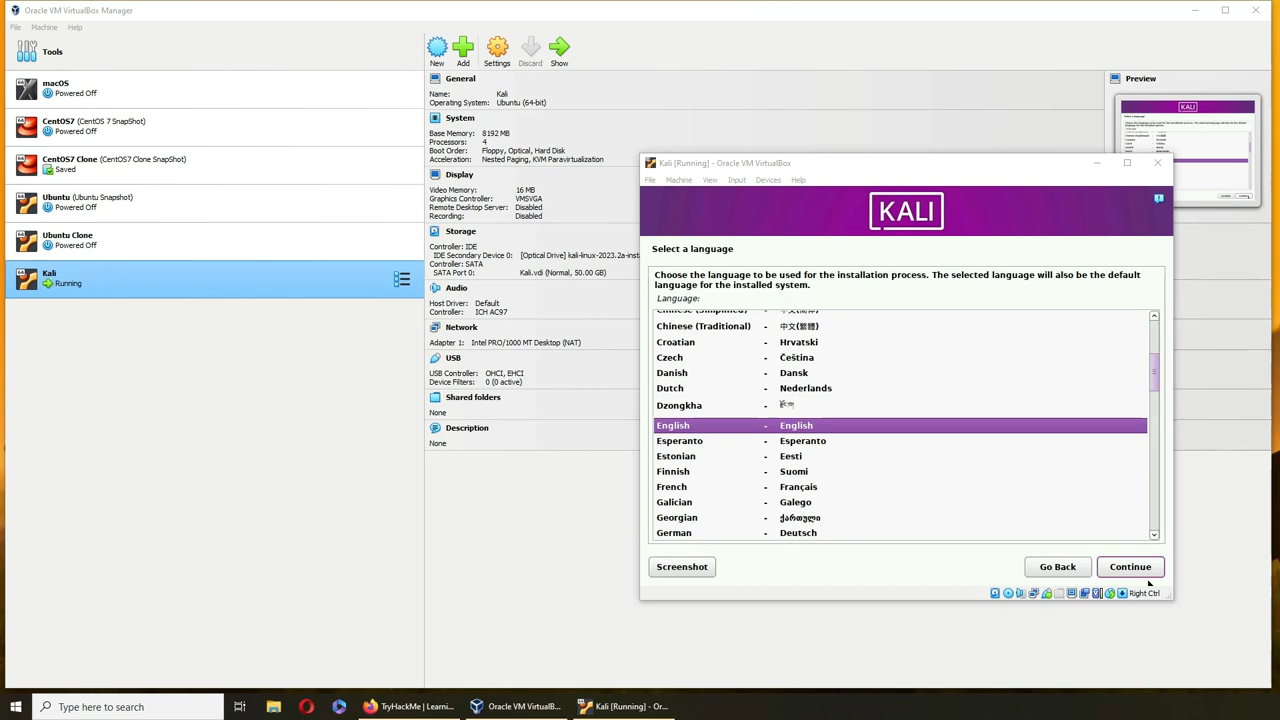 Oracle VM VirtualBox Manager
File Machine Help
Tools
New Add Settings Discard Show
macOS
Powered Off
CentOS7 (CentOS 7 SnapShot)
Powered Off
CentOS7 Clone (CentOS7 Clone SnapShot)
Saved
Ubuntu (Ubuntu Snapshot)
Powered Off
Ubuntu Clone
Powered Off
Kali
Running
General
Name: Kali
Operating System: Ubuntu (64-bit)
System
Base Memory: 8192 MB
Processors: 4
Boot Order: Floppy, Optical, Hard Disk
Acceleration: Nested Paging, KVM Paravirtualization
Display
Video Memory: 16 MB
Graphics Controller: VMSVGA
Remote Desktop Server: Disabled
Recording: Disabled
Storage
Controller: IDE
IDE Secondary Device 0: [Optical Drive] kali-linux-2023.2a-inst
Controller: SATA
SATA Port 0: Kali.vdi (Normal, 50.00 GB)
Audio
Host Driver: Default
Controller: ICH AC97
Network
Adapter 1: Intel PRO/1000 MT Desktop (NAT)
USB
USB Controller: OHCI, EHCI
Device Filters: 0 (0 active)
Shared folders
None
Description
None
Preview
KALI
Kali [Running] - Oracle VM VirtualBox
File Machine View Input Devices Help
KALI
Select a language
Choose the language to be used for the installation process. The selected language will also be the default
language for the installed system.
Language:
Chinese (Simplified) - 中文(简体)
Chinese (Traditional) - 中文(繁體)
Croatian - Hrvatski
Czech - Čeština
Danish - Dansk
Dutch - Nederlands
Dzongkha - རྫོང་ཁ།
English - English
Esperanto - Esperanto
Estonian - Eesti
Finnish - Suomi
French - Français
Galician - Galego
Georgian - ქართული
German - Deutsch
Screenshot Go Back Continue
Right Ctrl
Type here to search
TryHackMe | Learni...
Oracle VM VirtualB...
Kali [Running] - Or...